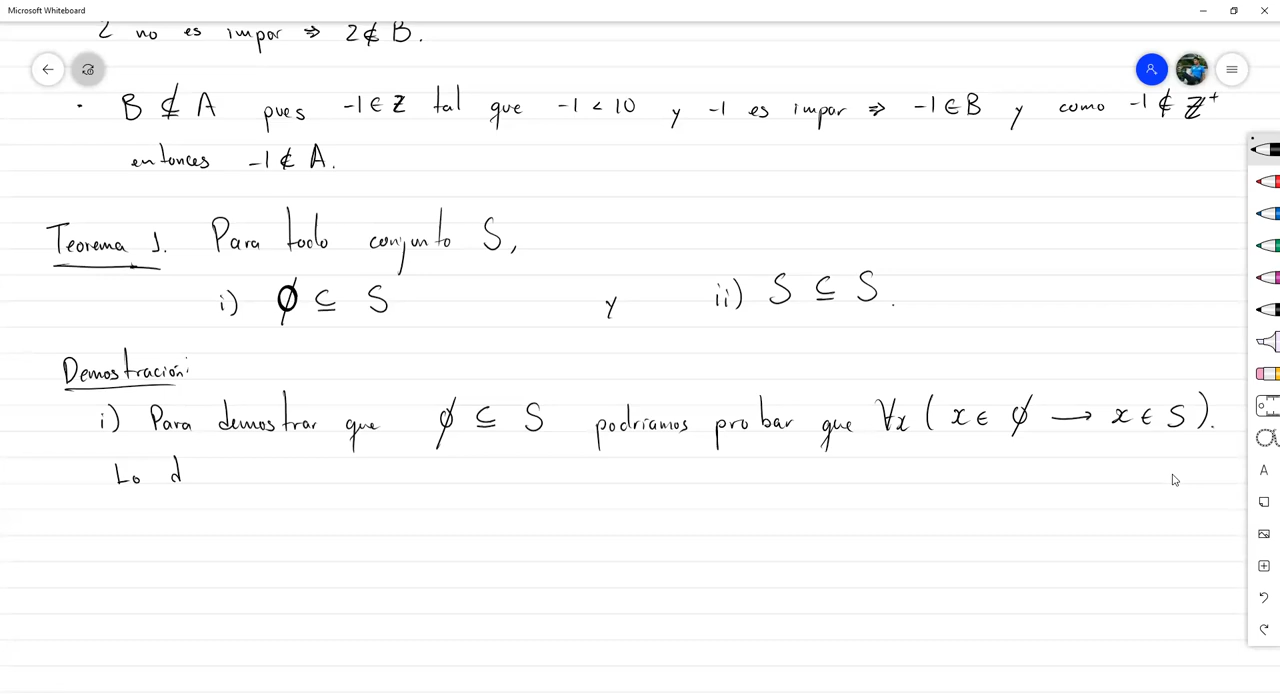 Microsoft Whiteboard
2 no es impar ⇒ 2 ∉ B.
· B ⊄ A pues -1 ∈ Z tal que -1 < 10 y -1 es impar ⇒ -1 ∈ B y como -1 ∉ Z⁺
entonces -1 ∉ A.
Teorema 1. Para todo conjunto S,
i) ∅ ⊆ S y ii) S ⊆ S.
Demostración:
i) Para demostrar que ∅ ⊆ S podríamos probar que ∀x ( x ∈ ∅ → x ∈ S ).
Lo d